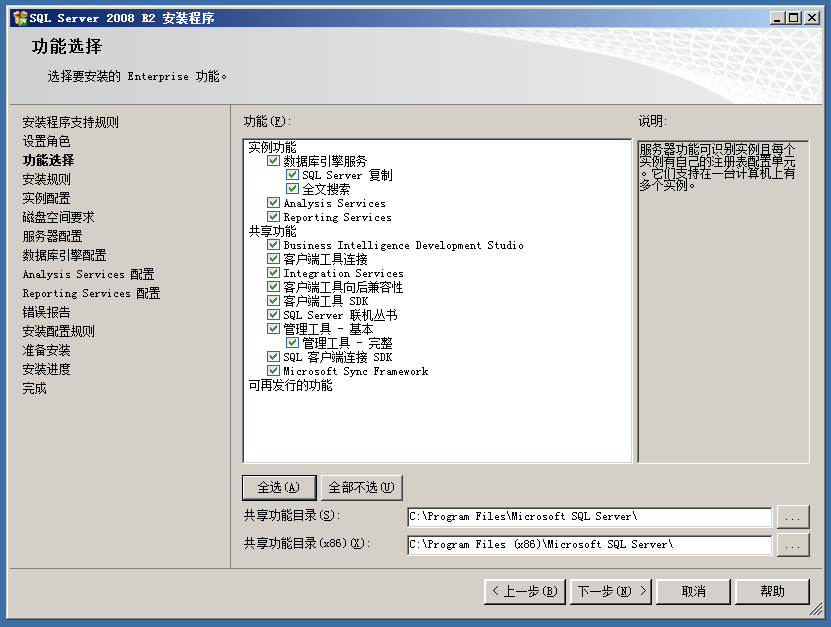 SQL Server 2008 R2 安装程序
功能选择
选择要安装的 Enterprise 功能。
安装程序支持规则
设置角色
功能选择
安装规则
实例配置
磁盘空间要求
服务器配置
数据库引擎配置
Analysis Services 配置
Reporting Services 配置
错误报告
安装配置规则
准备安装
安装进度
完成
功能(F):
实例功能
数据库引擎服务
SQL Server 复制
全文搜索
Analysis Services
Reporting Services
共享功能
Business Intelligence Development Studio
客户端工具连接
Integration Services
客户端工具向后兼容性
客户端工具 SDK
SQL Server 联机丛书
管理工具 - 基本
管理工具 - 完整
SQL 客户端连接 SDK
Microsoft Sync Framework
可再发行的功能
说明:
服务器功能可识别实例且每个
实例有自己的注册表配置单元
。它们支持在一台计算机上有
多个实例。
全选(A)
全部不选(U)
共享功能目录(S):
C:\Program Files\Microsoft SQL Server\
...
共享功能目录(x86)(X):
C:\Program Files (x86)\Microsoft SQL Server\
...
< 上一步(B)
下一步(N) >
取消
帮助